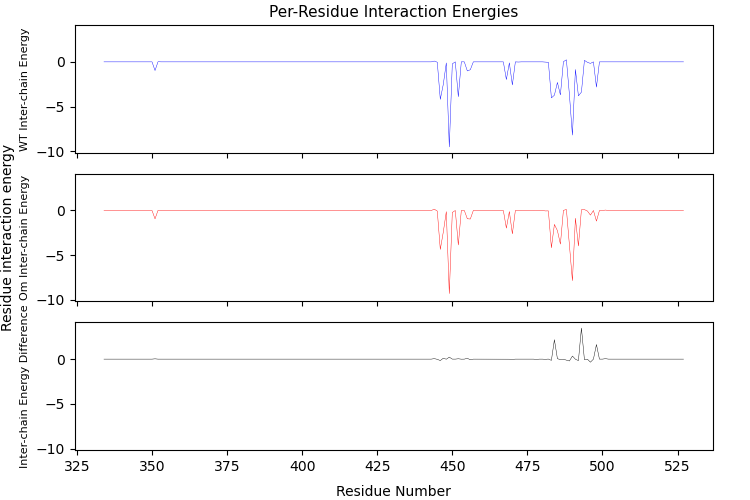 Per-Residue Interaction Energies
Residue interaction energy
WT Inter-chain Energy
0
−5
−10
Om Inter-chain Energy
0
−5
−10
Inter-chain Energy Difference
0
−5
−10
325 350 375 400 425 450 475 500 525
Residue Number